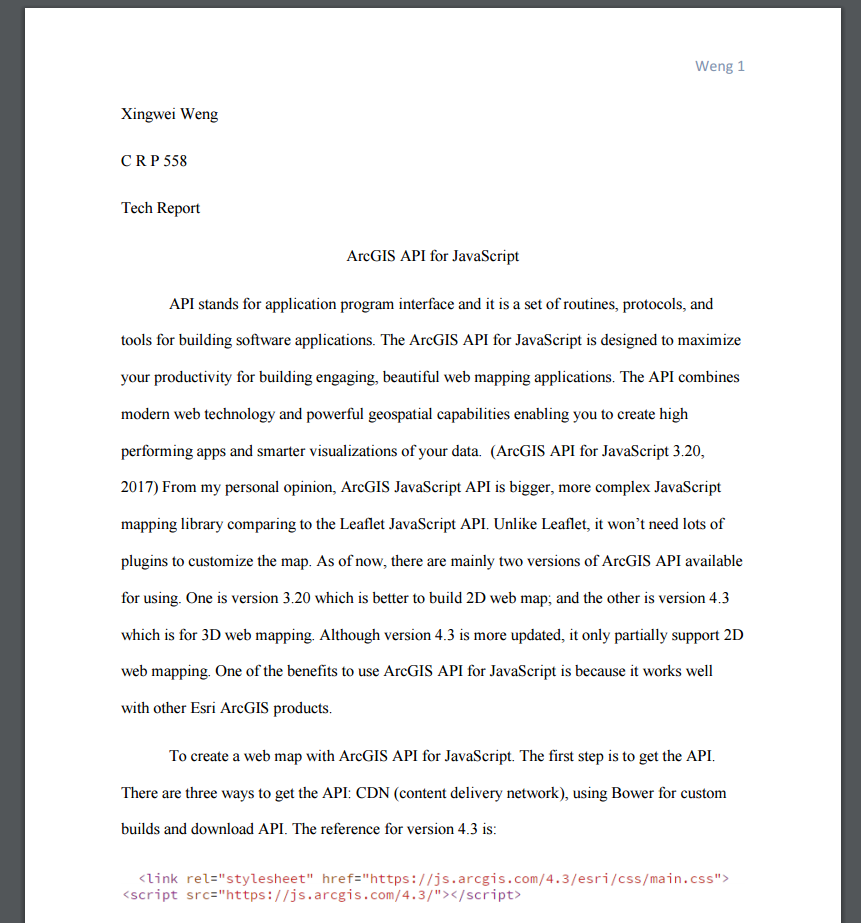 Weng 1
Xingwei Weng
C R P 558
Tech Report
ArcGIS API for JavaScript
API stands for application program interface and it is a set of routines, protocols, and
tools for building software applications. The ArcGIS API for JavaScript is designed to maximize
your productivity for building engaging, beautiful web mapping applications. The API combines
modern web technology and powerful geospatial capabilities enabling you to create high
performing apps and smarter visualizations of your data.  (ArcGIS API for JavaScript 3.20,
2017) From my personal opinion, ArcGIS JavaScript API is bigger, more complex JavaScript
mapping library comparing to the Leaflet JavaScript API. Unlike Leaflet, it won’t need lots of
plugins to customize the map. As of now, there are mainly two versions of ArcGIS API available
for using. One is version 3.20 which is better to build 2D web map; and the other is version 4.3
which is for 3D web mapping. Although version 4.3 is more updated, it only partially support 2D
web mapping. One of the benefits to use ArcGIS API for JavaScript is because it works well
with other Esri ArcGIS products.
To create a web map with ArcGIS API for JavaScript. The first step is to get the API.
There are three ways to get the API: CDN (content delivery network), using Bower for custom
builds and download API. The reference for version 4.3 is:
<link rel="stylesheet" href="https://js.arcgis.com/4.3/esri/css/main.css">
<script src="https://js.arcgis.com/4.3/"></script>